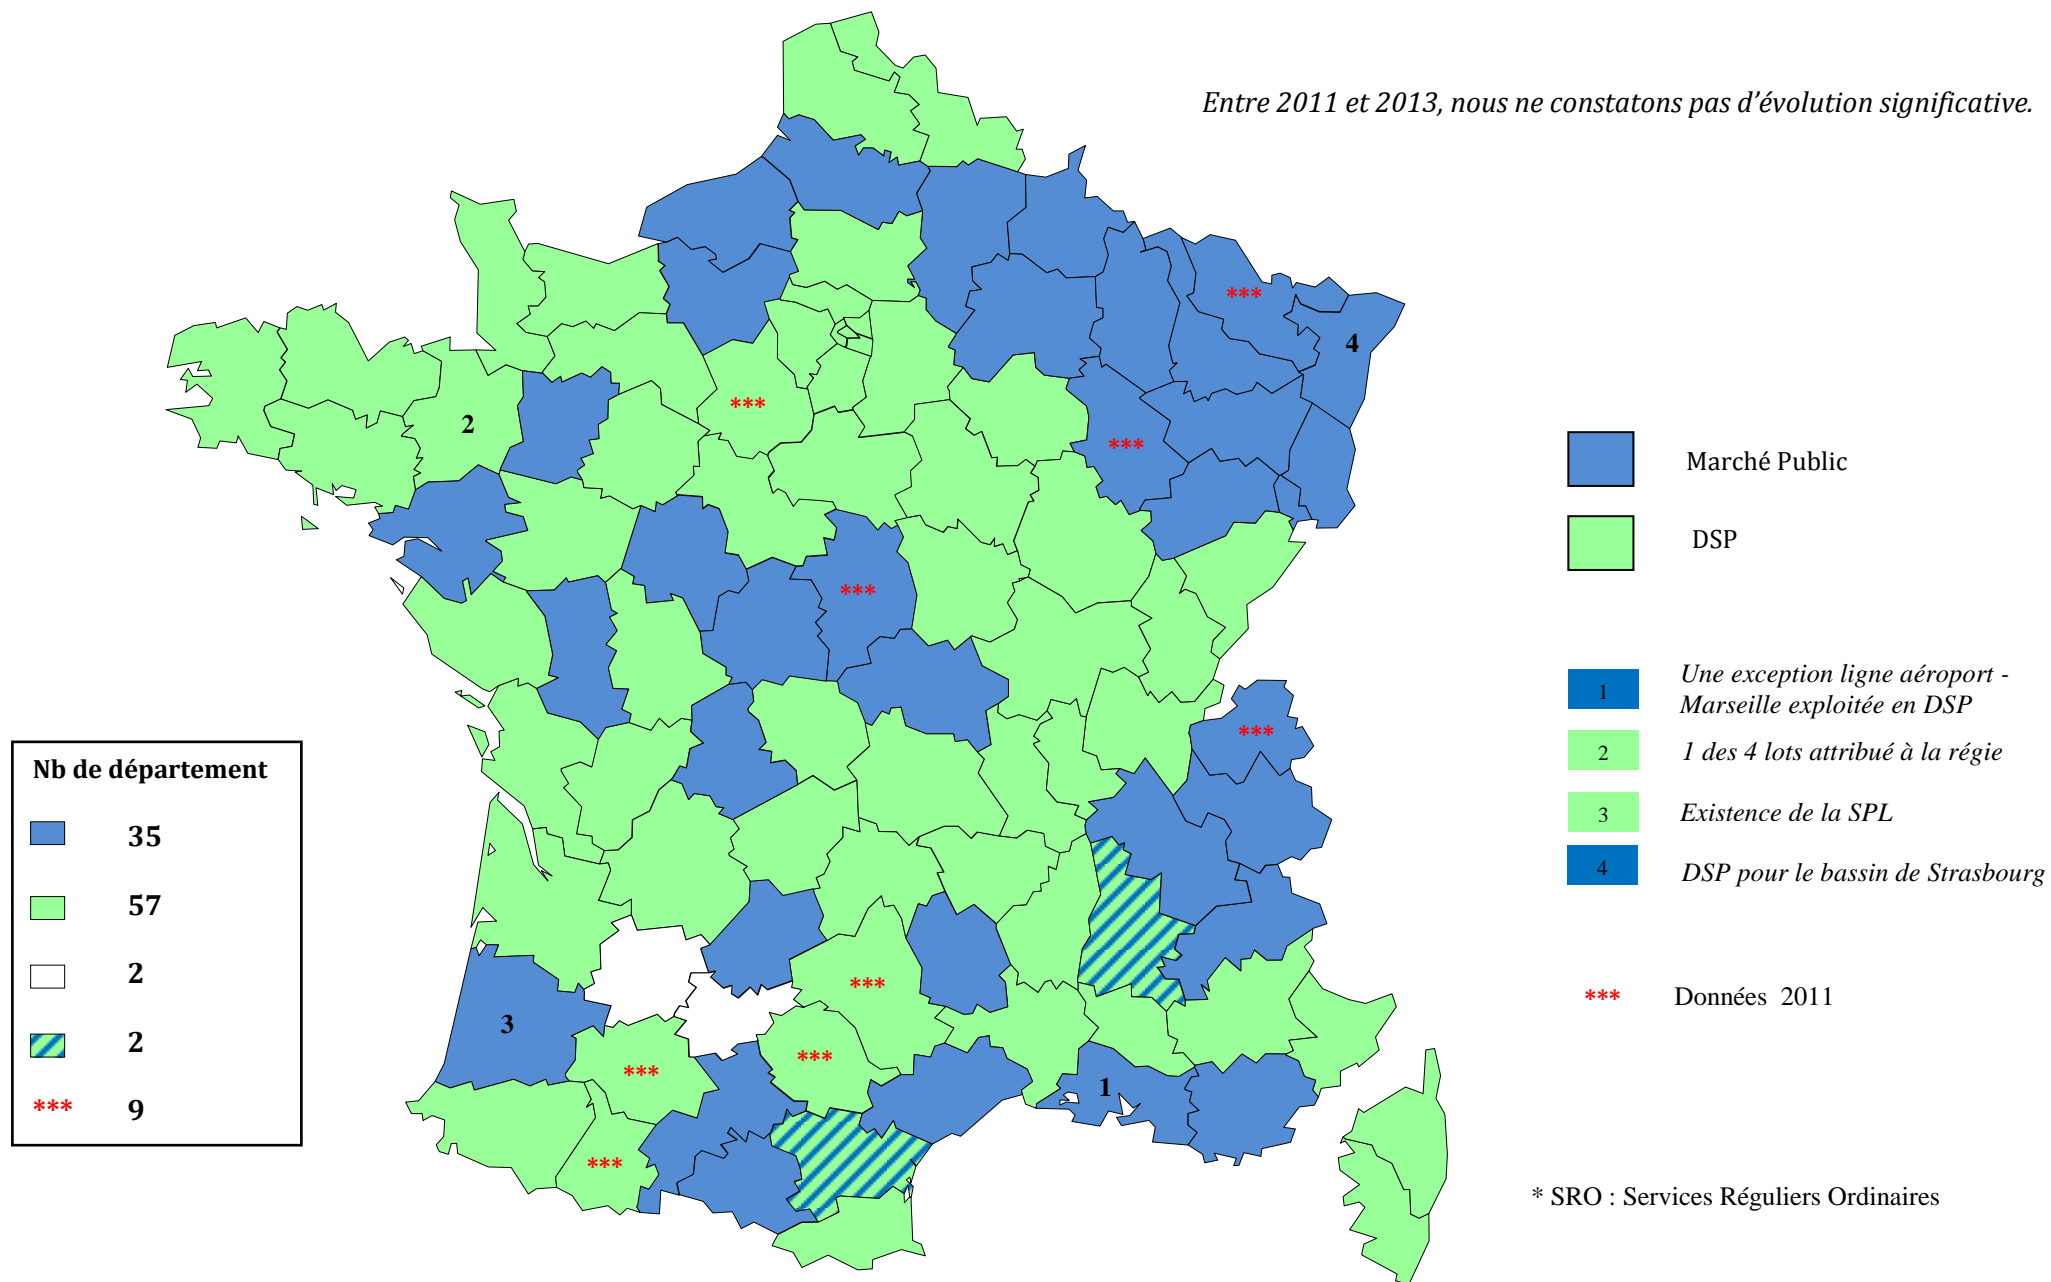 Entre 2011 et 2013, nous ne constatons pas d'évolution significative.
***
4
***
2
***
***
***
***
3
***
***
1
***
Marché Public
DSP
1 Une exception ligne aéroport -
Marseille exploitée en DSP
2 1 des 4 lots attribué à la régie
3 Existence de la SPL
4 DSP pour le bassin de Strasbourg
*** Données 2011
* SRO : Services Réguliers Ordinaires
Nb de département
35
57
2
2
*** 9